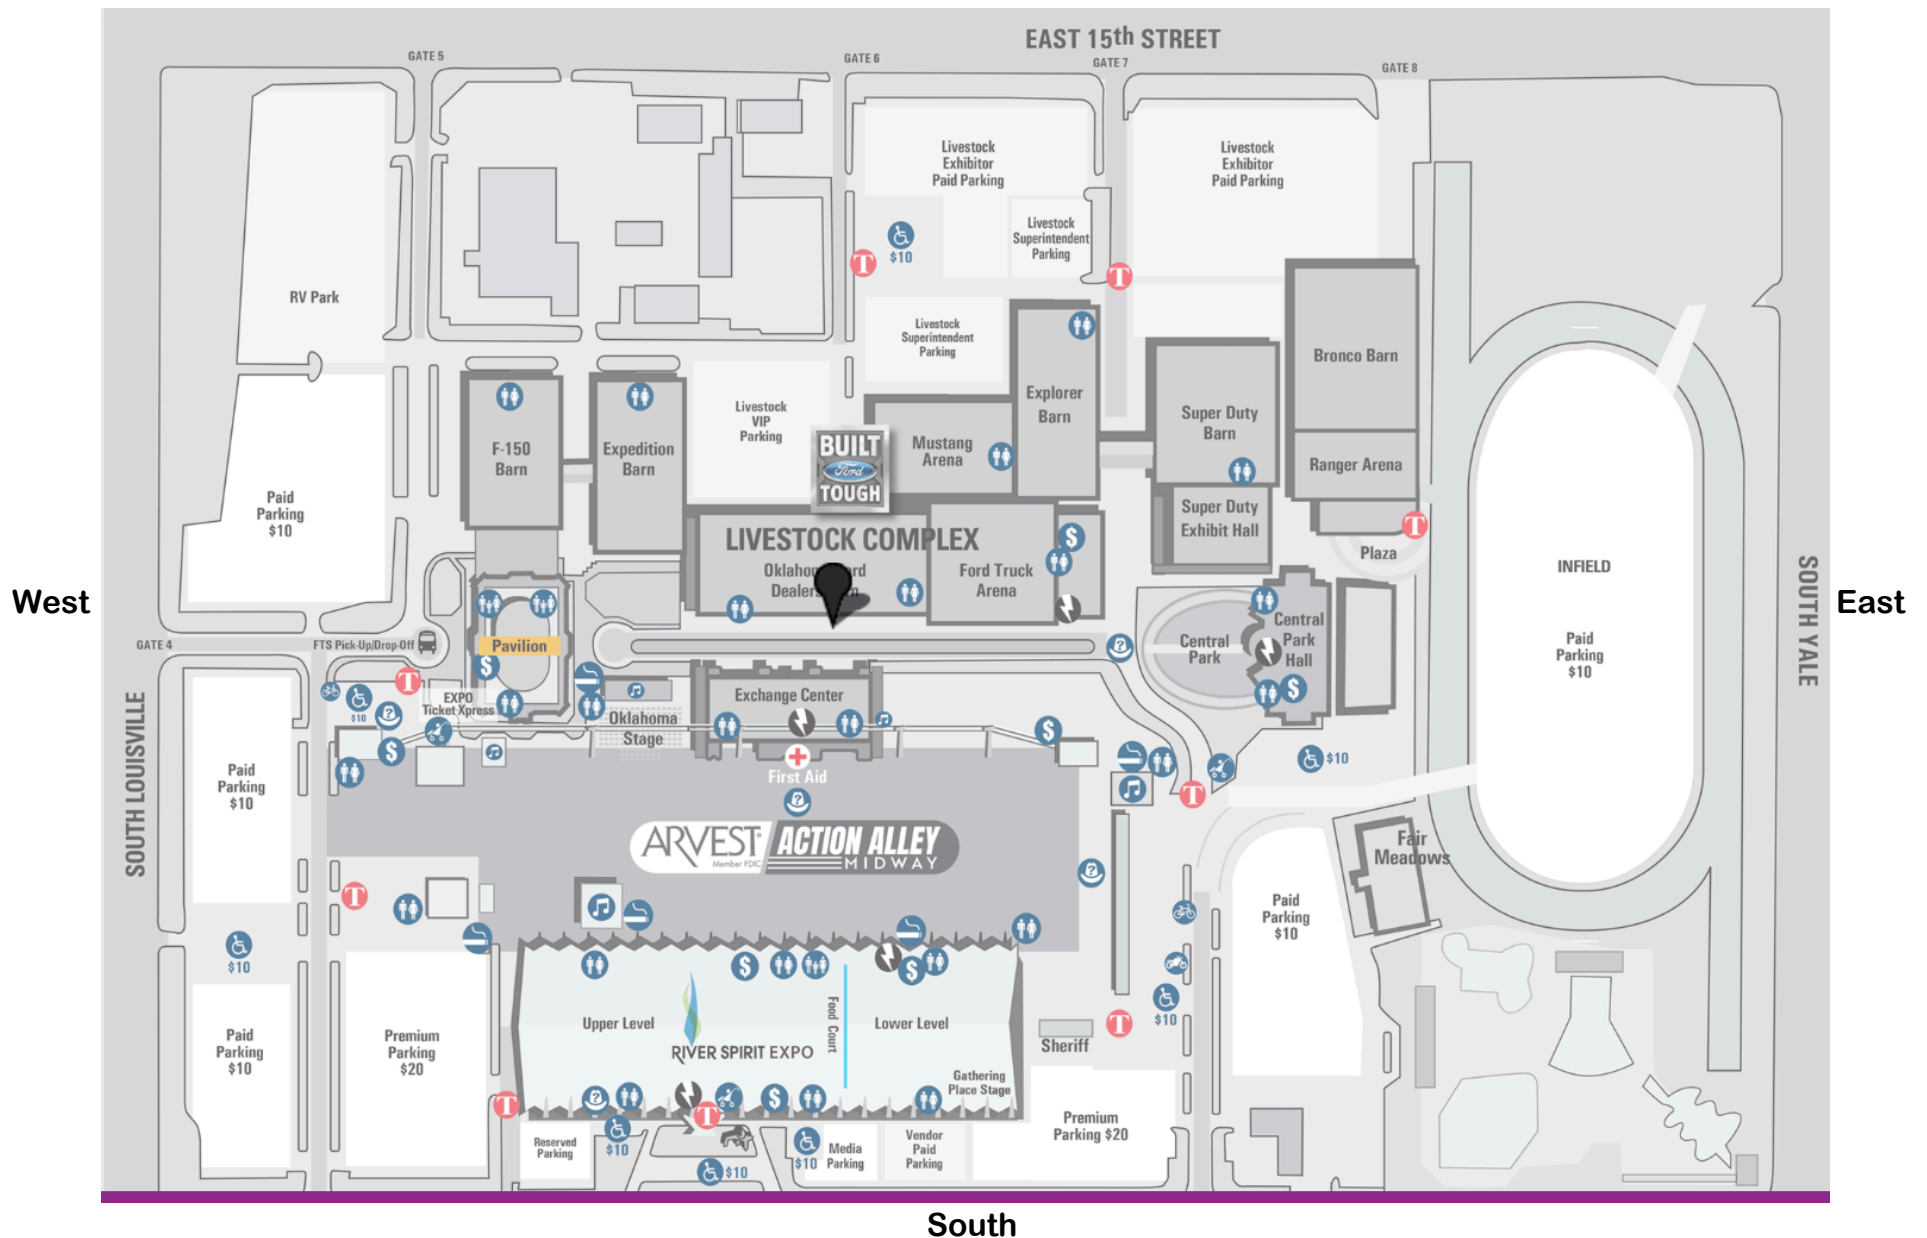 EAST 15th STREET
GATE 5
GATE 6
GATE 7
GATE 8
Livestock
Exhibitor
Paid Parking
Livestock
Exhibitor
Paid Parking
Livestock
Superintendent
Parking
$10
T
T
RV Park
Livestock
Superintendent
Parking
Explorer
Barn
Bronco Barn
Livestock
VIP
Parking
Super Duty
Barn
F-150
Barn
Expedition
Barn
BUILT
Ford
TOUGH
Mustang
Arena
Ranger Arena
Paid
Parking
$10
Super Duty
Exhibit Hall
T
Plaza
LIVESTOCK COMPLEX
$
Ford Truck
Arena
INFIELD
Paid
Parking
$10
SOUTH YALE
West
East
GATE 4
FTS Pick-Up/Drop-Off
Pavilion
$
?
Central
Park
Central
Park
Hall
$
T
EXPO
Ticket Xpress
$10
?
$
Oklahoma
Stage
Exchange Center
$
First Aid
?
$10
T
SOUTH LOUISVILLE
Paid
Parking
$10
ARVEST
Member FDIC
ACTION ALLEY
MIDWAY
Fair
Meadows
?
T
Paid
Parking
$10
$10
$
$
Upper Level
Food Court
Lower Level
RIVER SPIRIT EXPO
$10
T
Sheriff
Paid
Parking
$10
Premium
Parking
$20
Gathering
Place Stage
T
?
T
$
Premium
Parking $20
Reserved
Parking
$10
$10
$10
Media
Parking
Vendor
Paid
Parking
South